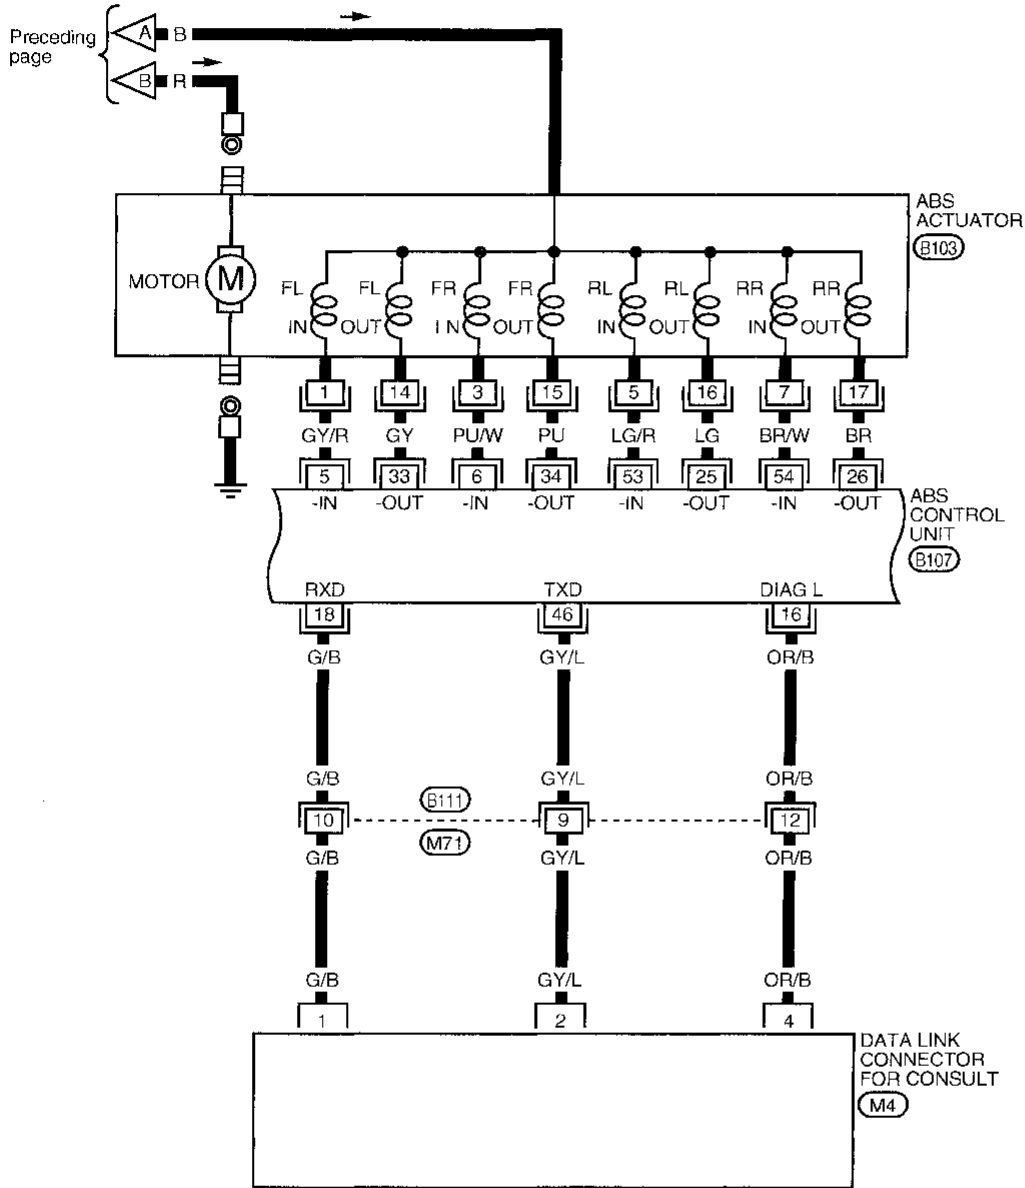 Preceding
page
A B
B R
ABS
ACTUATOR
B103
MOTOR M
FL FL FR FR RL RL RR RR
IN OUT IN OUT IN OUT IN OUT
1 14 3 15 5 16 7 17
GY/R GY PU/W PU LG/R LG BR/W BR
5 33 6 34 53 25 54 26
-IN -OUT -IN -OUT -IN -OUT -IN -OUT
ABS
CONTROL
UNIT
B107
RXD TXD DIAG L
18 46 16
G/B GY/L OR/B
G/B GY/L OR/B
B111
10 9 12
M71
G/B GY/L OR/B
G/B GY/L OR/B
1 2 4
DATA LINK
CONNECTOR
FOR CONSULT
M4